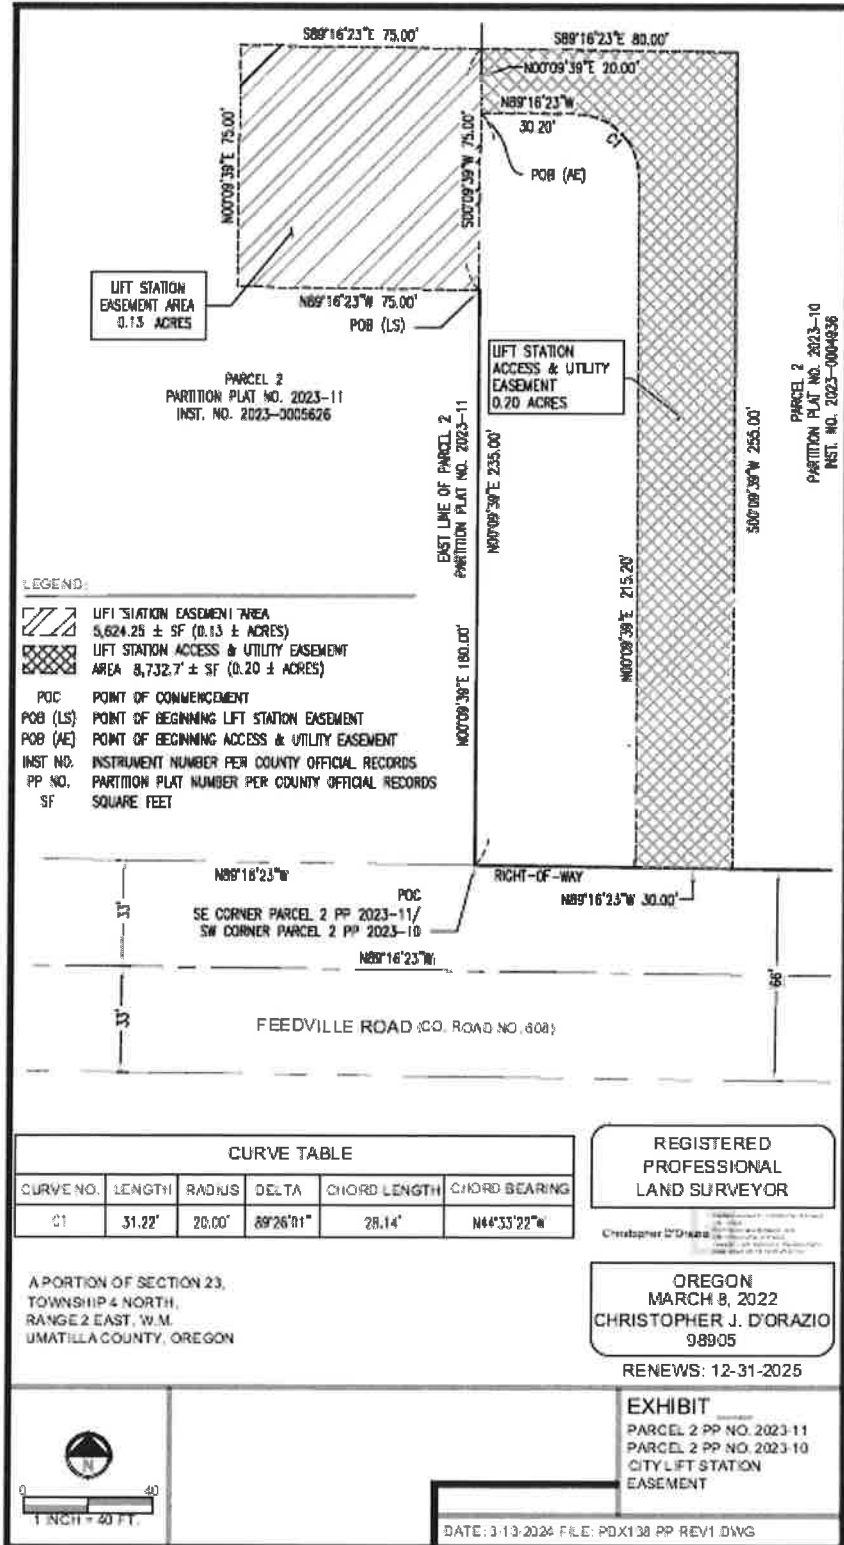 S89°16'23"E 75.00'
S89°16'23"E 80.00'
N00°09'39"E 20.00'
N89°16'23"W
30.20'
C1
N00°09'39"E 75.00'
S00°09'39"W 75.00'
POB (AE)
LIFT STATION
EASEMENT AREA
0.13 ACRES
N89°16'23"W 75.00'
POB (LS)
LIFT STATION
ACCESS & UTILITY
EASEMENT
0.20 ACRES
PARCEL 2
PARTITION PLAT NO. 2023-11
INST. NO. 2023-0005626
PARCEL 2
PARTITION PLAT NO. 2023-10
INST. NO. 2023-0004936
S00°09'39"W 255.00'
EAST LINE OF PARCEL 2
PARTITION PLAT NO. 2023-11
N00°09'39"E 235.00'
N00°09'39"E 215.20'
N00°09'39"E 160.00'
LEGEND:
LIFT STATION EASEMENT AREA
5,624.25 ± SF (0.13 ± ACRES)
LIFT STATION ACCESS & UTILITY EASEMENT
AREA 8,732.7' ± SF (0.20 ± ACRES)
POC POINT OF COMMENCEMENT
POB (LS) POINT OF BEGINNING LIFT STATION EASEMENT
POB (AE) POINT OF BEGINNING ACCESS & UTILITY EASEMENT
INST NO. INSTRUMENT NUMBER PER COUNTY OFFICIAL RECORDS
PP NO. PARTITION PLAT NUMBER PER COUNTY OFFICIAL RECORDS
SF SQUARE FEET
N89°16'23"W
RIGHT-OF-WAY
POC
SE CORNER PARCEL 2 PP 2023-11/
SW CORNER PARCEL 2 PP 2023-10
N89°16'23"W 30.00'
33'
N89°16'23"W
66'
33'
FEEDVILLE ROAD (CO. ROAD NO. 608)
CURVE TABLE
CURVE NO. LENGTH RADIUS DELTA CHORD LENGTH CHORD BEARING
C1 31.22' 20.00' 89°26'01" 28.14' N44°33'22"W
REGISTERED
PROFESSIONAL
LAND SURVEYOR
Christopher D'Orazio
OREGON
MARCH 8, 2022
CHRISTOPHER J. D'ORAZIO
98905
RENEWS: 12-31-2025
A PORTION OF SECTION 23,
TOWNSHIP 4 NORTH,
RANGE 2 EAST, W.M.
UMATILLA COUNTY, OREGON
N
0 40
1 INCH = 40 FT.
EXHIBIT ____
PARCEL 2 PP NO. 2023-11
PARCEL 2 PP NO. 2023-10
CITY LIFT STATION
EASEMENT
DATE: 3-13-2024 FILE: PDX138 PP REV1.DWG